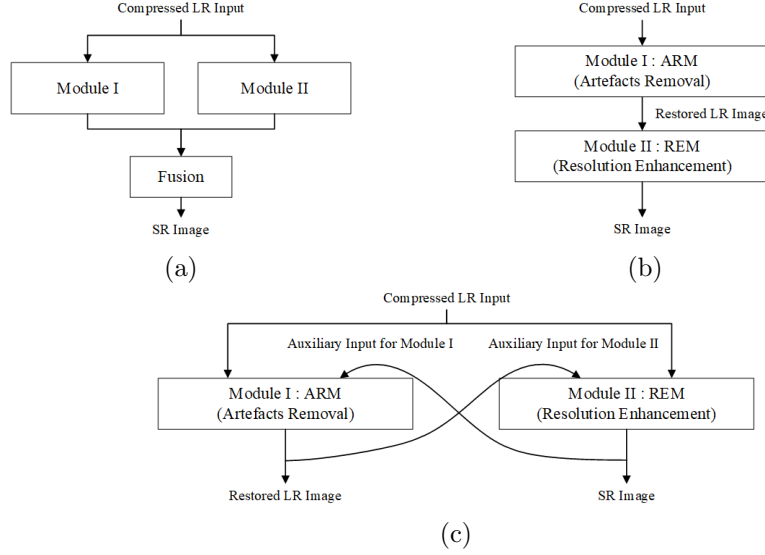 Compressed LR Input
Module I
Module II
Fusion
SR Image
(a)
Compressed LR Input
Module I : ARM
(Artefacts Removal)
Restored LR Image
Module II : REM
(Resolution Enhancement)
SR Image
(b)
Compressed LR Input
Auxiliary Input for Module I
Auxiliary Input for Module II
Module I : ARM
(Artefacts Removal)
Module II : REM
(Resolution Enhancement)
Restored LR Image
SR Image
(c)